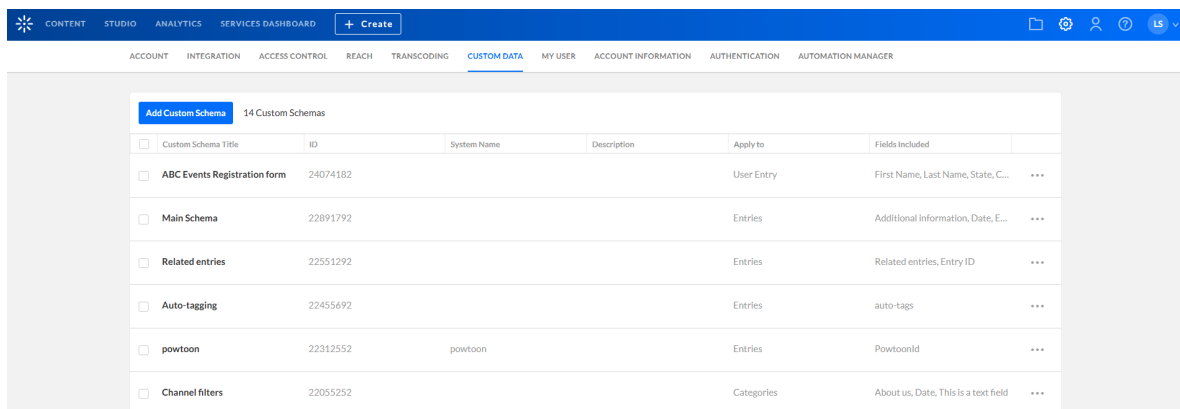 CONTENT STUDIO ANALYTICS SERVICES DASHBOARD + Create LS
ACCOUNT INTEGRATION ACCESS CONTROL REACH TRANSCODING CUSTOM DATA MY USER ACCOUNT INFORMATION AUTHENTICATION AUTOMATION MANAGER
Add Custom Schema 14 Custom Schemas
Custom Schema Title ID System Name Description Apply to Fields Included
ABC Events Registration form 24074182 User Entry First Name, Last Name, State, C...
Main Schema 22891792 Entries Additional information, Date, E...
Related entries 22551292 Entries Related entries, Entry ID
Auto-tagging 22455692 Entries auto-tags
powtoon 22312552 powtoon Entries PowtoonId
Channel filters 22055252 Categories About us, Date, This is a text field